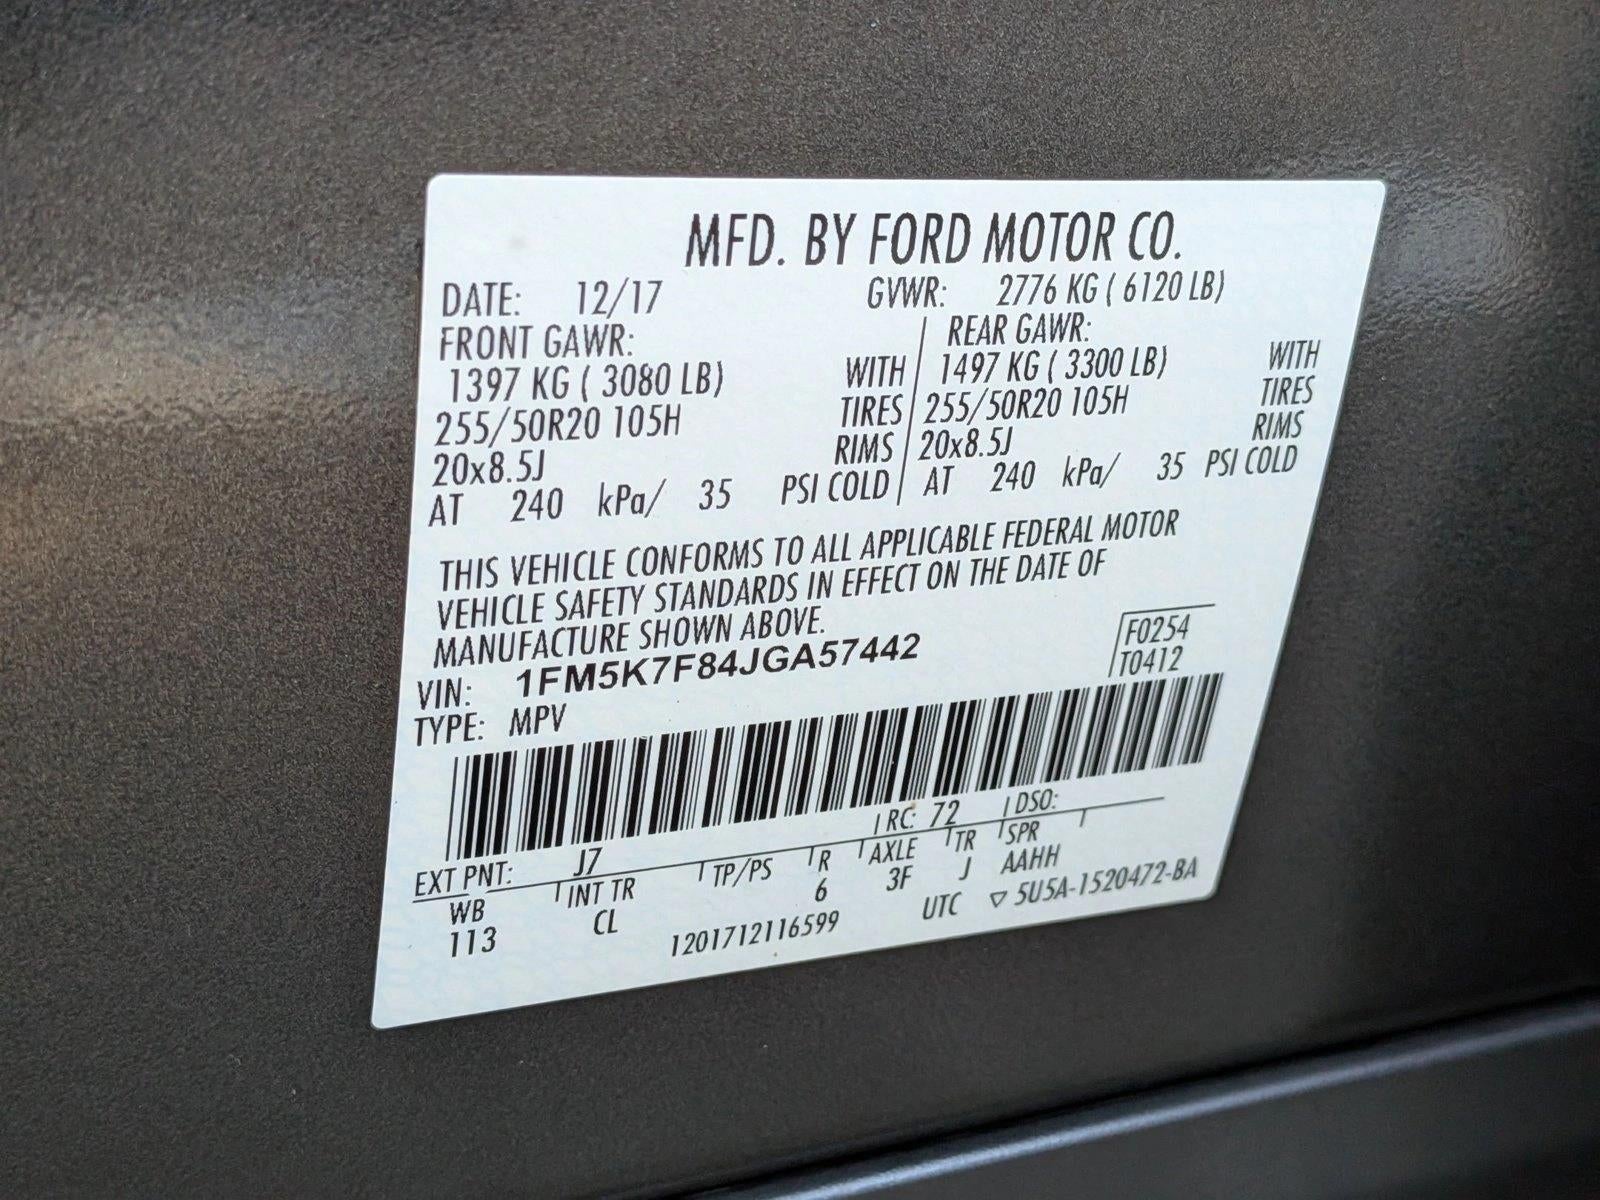 MFD. BY FORD MOTOR CO.
DATE: 12/17 GVWR: 2776 KG ( 6120 LB)
FRONT GAWR: REAR GAWR:
1397 KG ( 3080 LB) WITH 1497 KG ( 3300 LB) WITH
255/50R20 105H TIRES 255/50R20 105H TIRES
20x8.5J RIMS 20x8.5J RIMS
AT 240 kPa/ 35 PSI COLD AT 240 kPa/ 35 PSI COLD
THIS VEHICLE CONFORMS TO ALL APPLICABLE FEDERAL MOTOR
VEHICLE SAFETY STANDARDS IN EFFECT ON THE DATE OF
MANUFACTURE SHOWN ABOVE.
VIN: 1FM5K7F84JGA57442 F0254
TYPE: MPV T0412
EXT PNT: J7 RC: 72 DSO:
WB INT TR TP/PS R AXLE TR SPR
113 CL 6 3F J AAHH
1201712116599 UTC ▽ 5U5A-1520472-BA